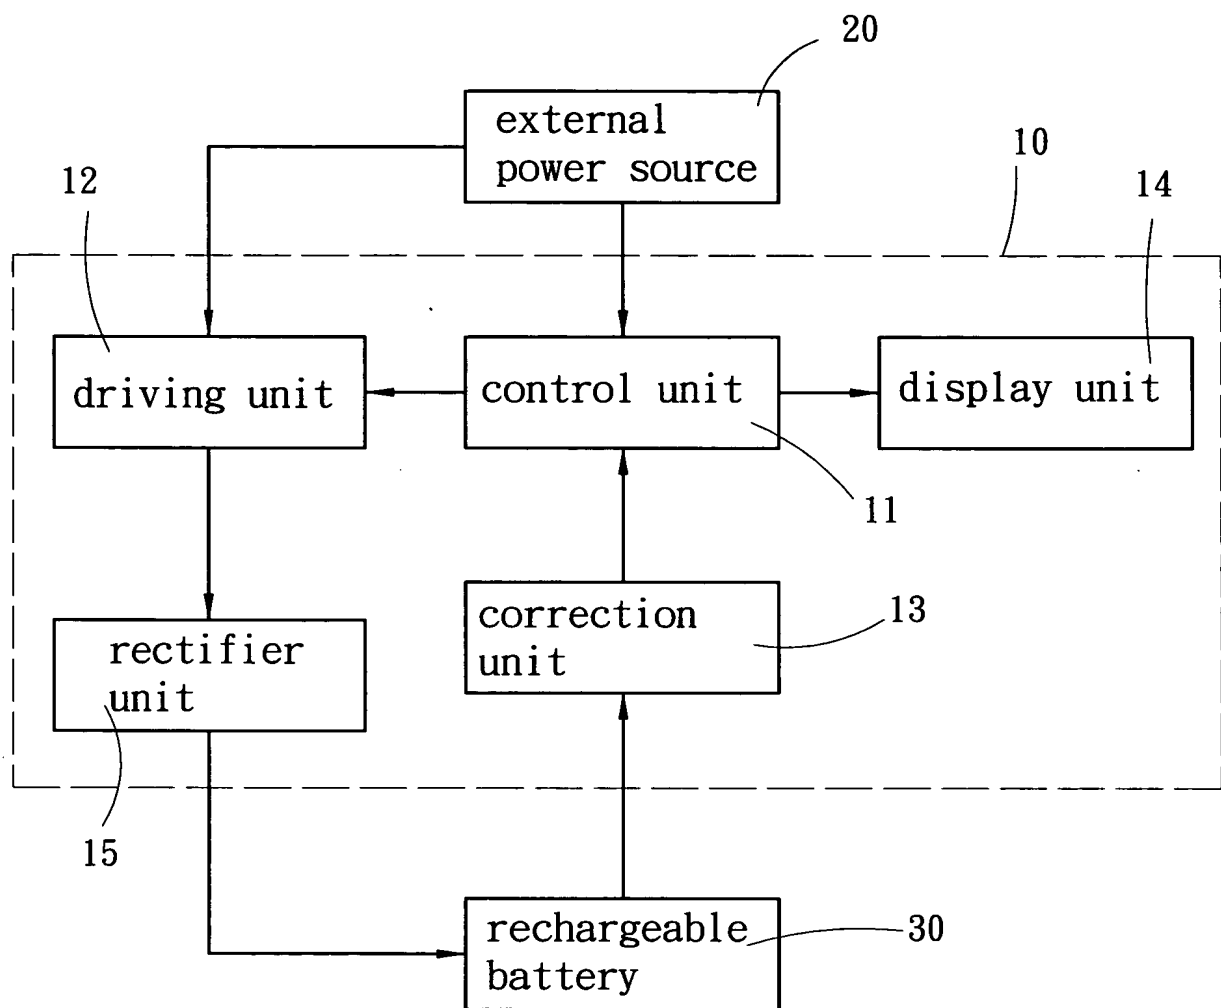 20
external
power source
10
12
14
driving unit
control unit
display unit
11
correction
unit
13
rectifier
unit
15
rechargeable
battery
30